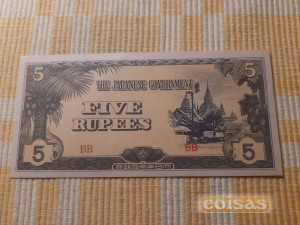 5 5
THE JAPANESE GOVERNMENT
FIVE
RUPEES
BB BB
5 5
coisas